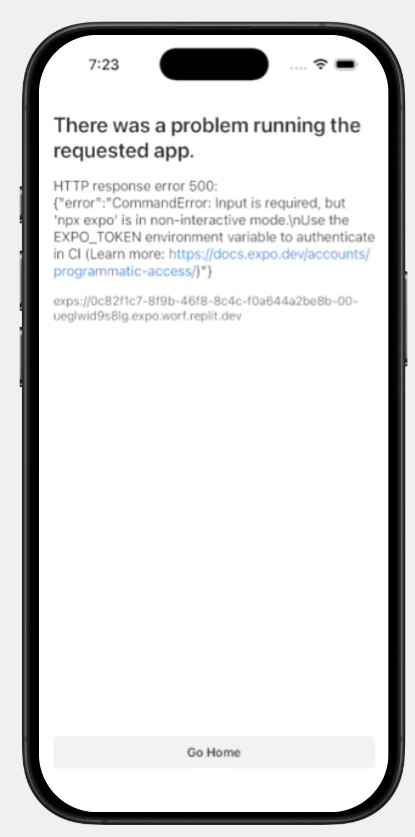 7:23
There was a problem running the
requested app.
HTTP response error 500:
{"error":"CommandError: Input is required, but
'npx expo' is in non-interactive mode.\nUse the
EXPO_TOKEN environment variable to authenticate
in CI (Learn more: https://docs.expo.dev/accounts/
programmatic-access/)"}
exps://0c82f1c7-8f9b-46f8-8c4c-f0a644a2be8b-00-
ueglwid9s8lg.expo.worf.replit.dev
Go Home